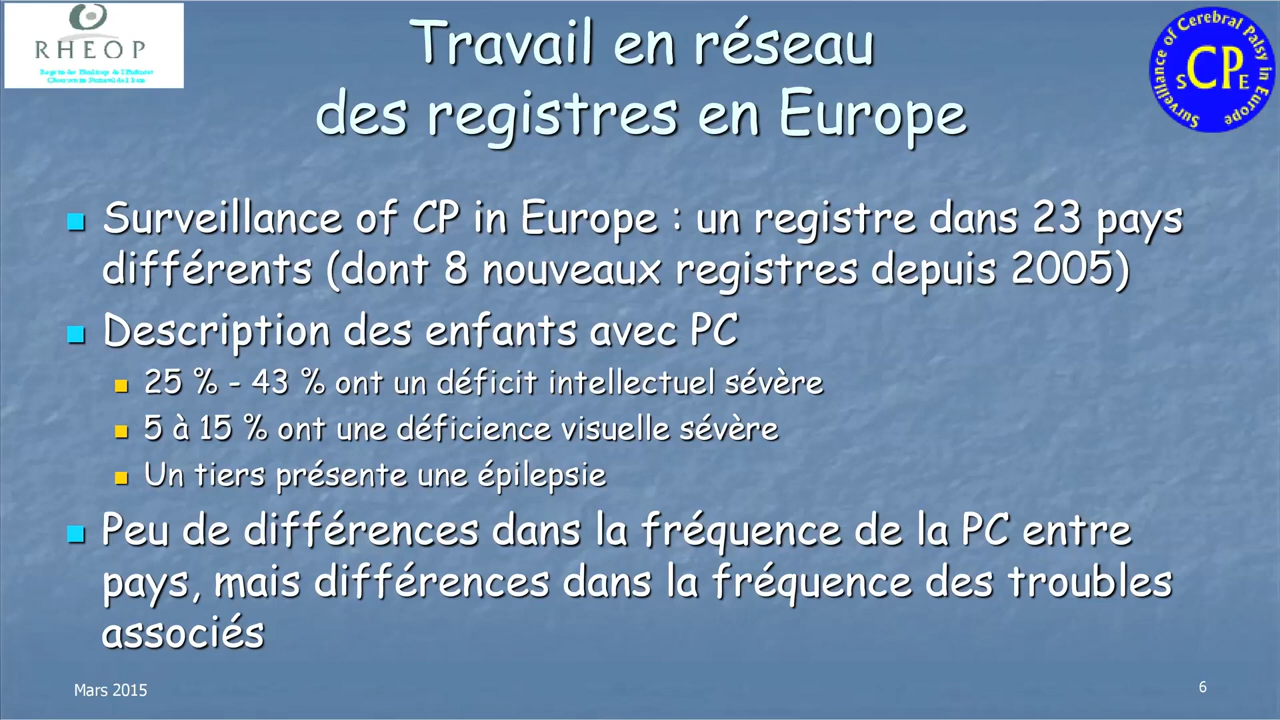 RHEOP
Travail en réseau
des registres en Europe
Surveillance of Cerebral Palsy in Europe
SCPE
Surveillance of CP in Europe : un registre dans 23 pays
différents (dont 8 nouveaux registres depuis 2005)
Description des enfants avec PC
25 % - 43 % ont un déficit intellectuel sévère
5 à 15 % ont une déficience visuelle sévère
Un tiers présente une épilepsie
Peu de différences dans la fréquence de la PC entre
pays, mais différences dans la fréquence des troubles
associés
Mars 2015
6